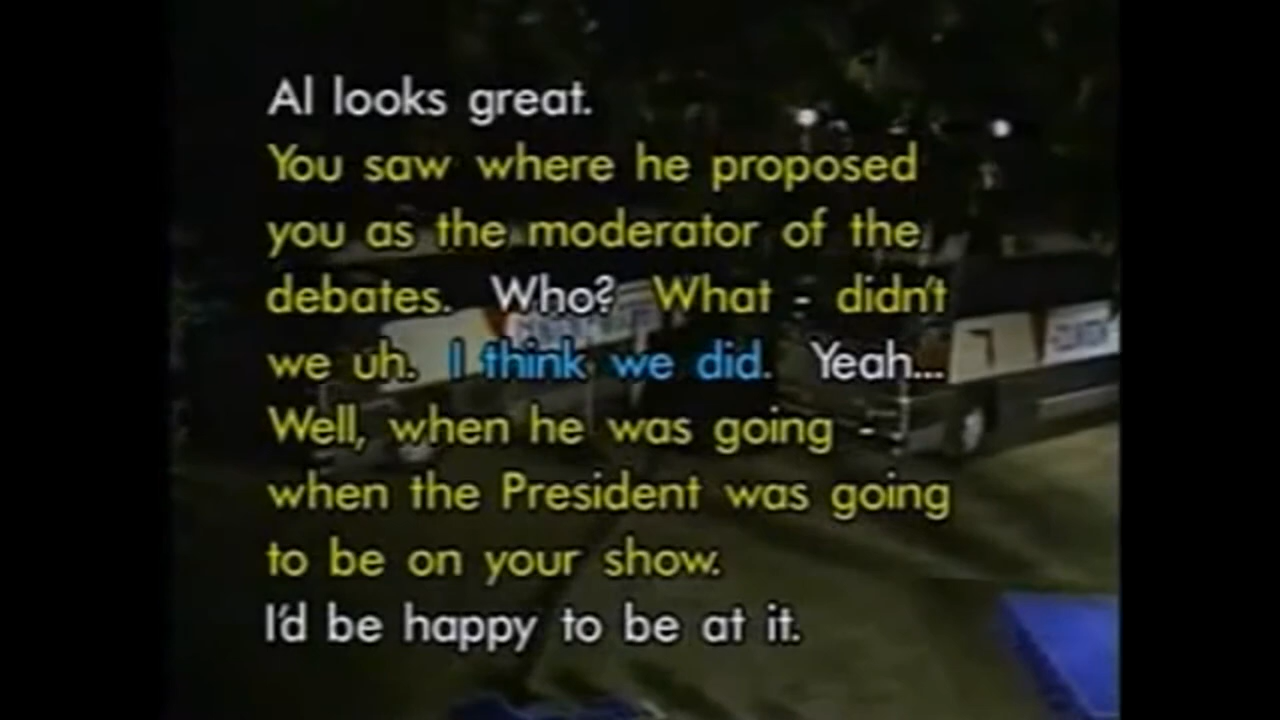 Al looks great.
You saw where he proposed
you as the moderator of the
debates. Who? What - didn't
we uh. I think we did. Yeah...
Well, when he was going -
when the President was going
to be on your show.
I'd be happy to be at it.